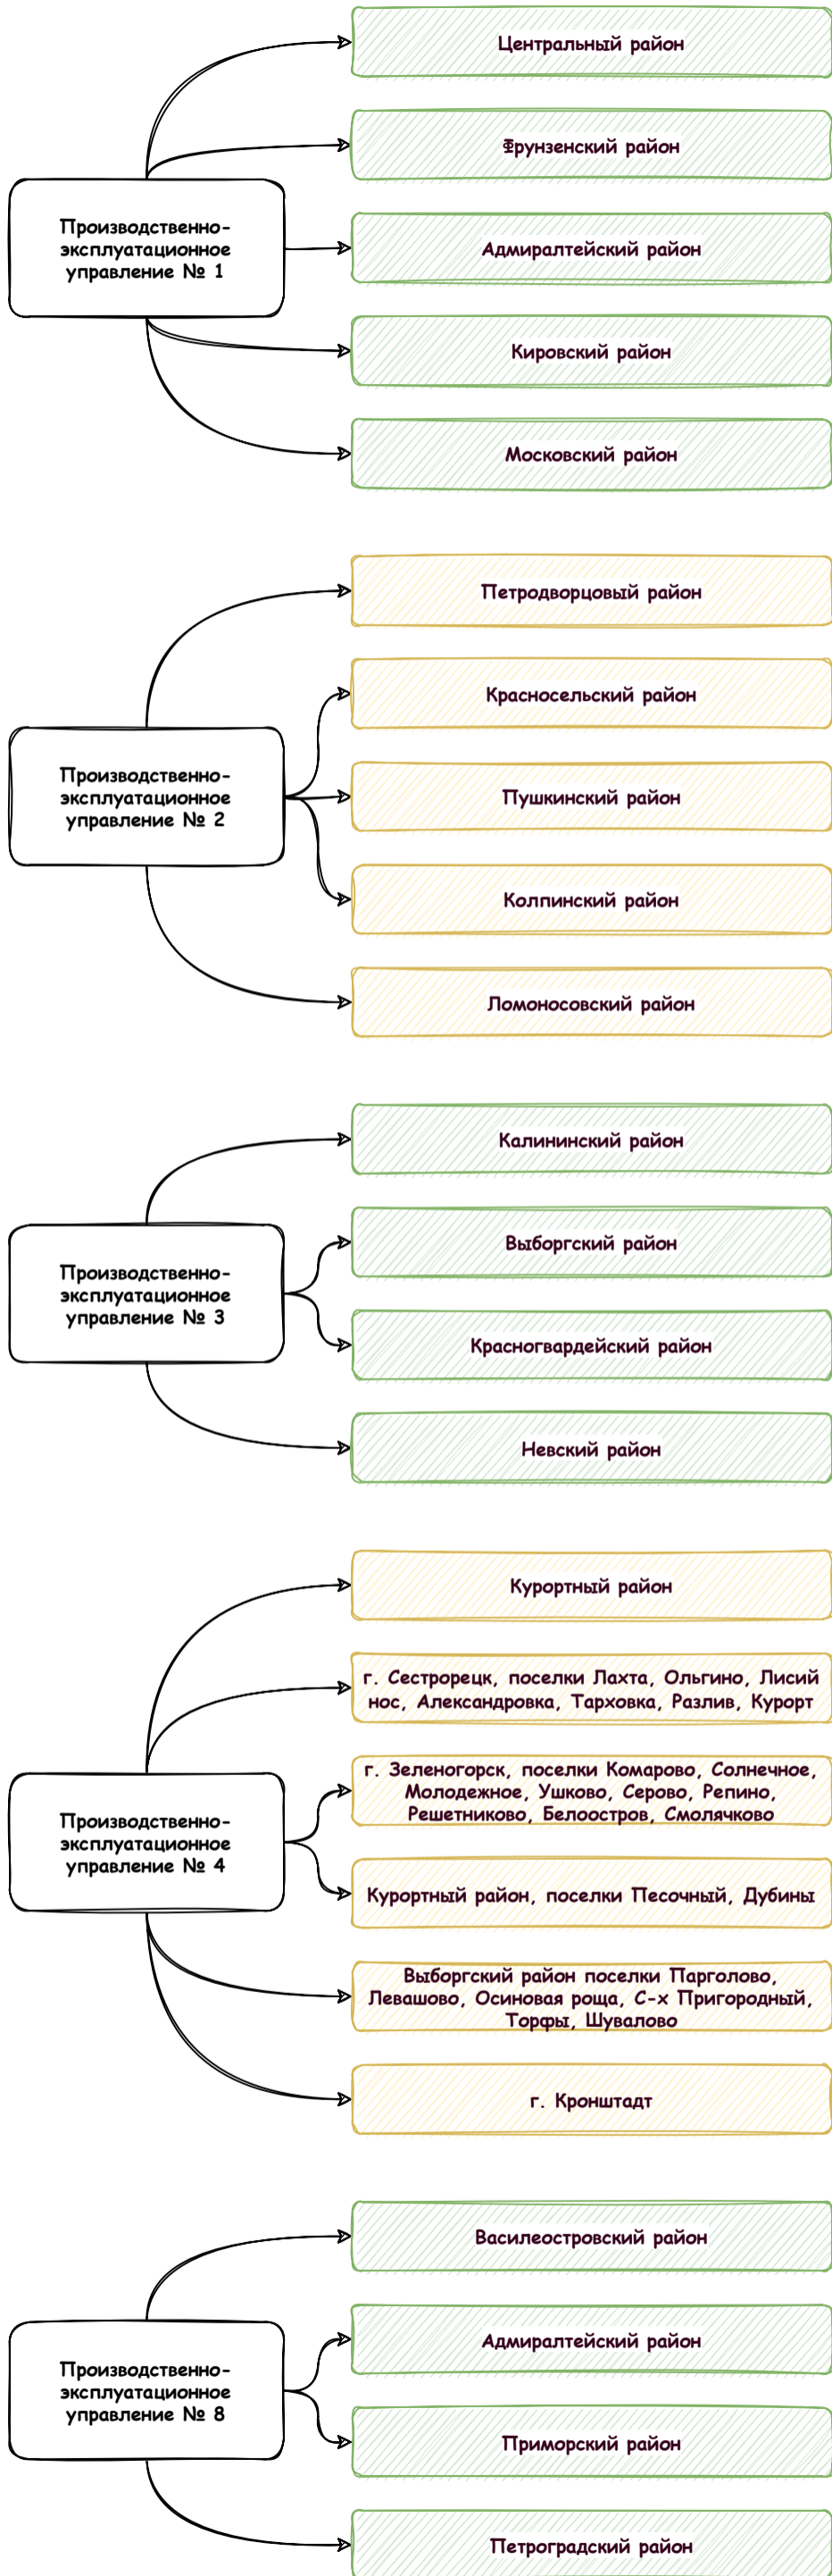 Центральный район
Фрунзенский район
Производственно-
эксплуатационное
управление № 1
Адмиралтейский район
Кировский район
Московский район
Петродворцовый район
Красносельский район
Производственно-
эксплуатационное
управление № 2
Пушкинский район
Колпинский район
Ломоносовский район
Калининский район
Выборгский район
Производственно-
эксплуатационное
управление № 3
Красногвардейский район
Невский район
Курортный район
г. Сестрорецк, поселки Лахта, Ольгино, Лисий
нос, Александровка, Тарховка, Разлив, Курорт
г. Зеленогорск, поселки Комарово, Солнечное,
Молодежное, Ушково, Серово, Репино,
Решетниково, Белоостров, Смолячково
Производственно-
эксплуатационное
управление № 4
Курортный район, поселки Песочный, Дубины
Выборгский район поселки Парголово,
Левашово, Осиновая роща, С-х Пригородный,
Торфы, Шувалово
г. Кронштадт
Василеостровский район
Адмиралтейский район
Производственно-
эксплуатационное
управление № 8
Приморский район
Петроградский район